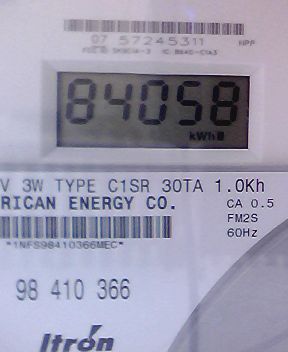 07 57245311 NPF
84058
kWh
V 3W TYPE C1SR 30TA 1.0Kh
RICAN ENERGY CO. CA 0.5
FM2S
60Hz
*1NFS98410366MEC*
98 410 366
Itron